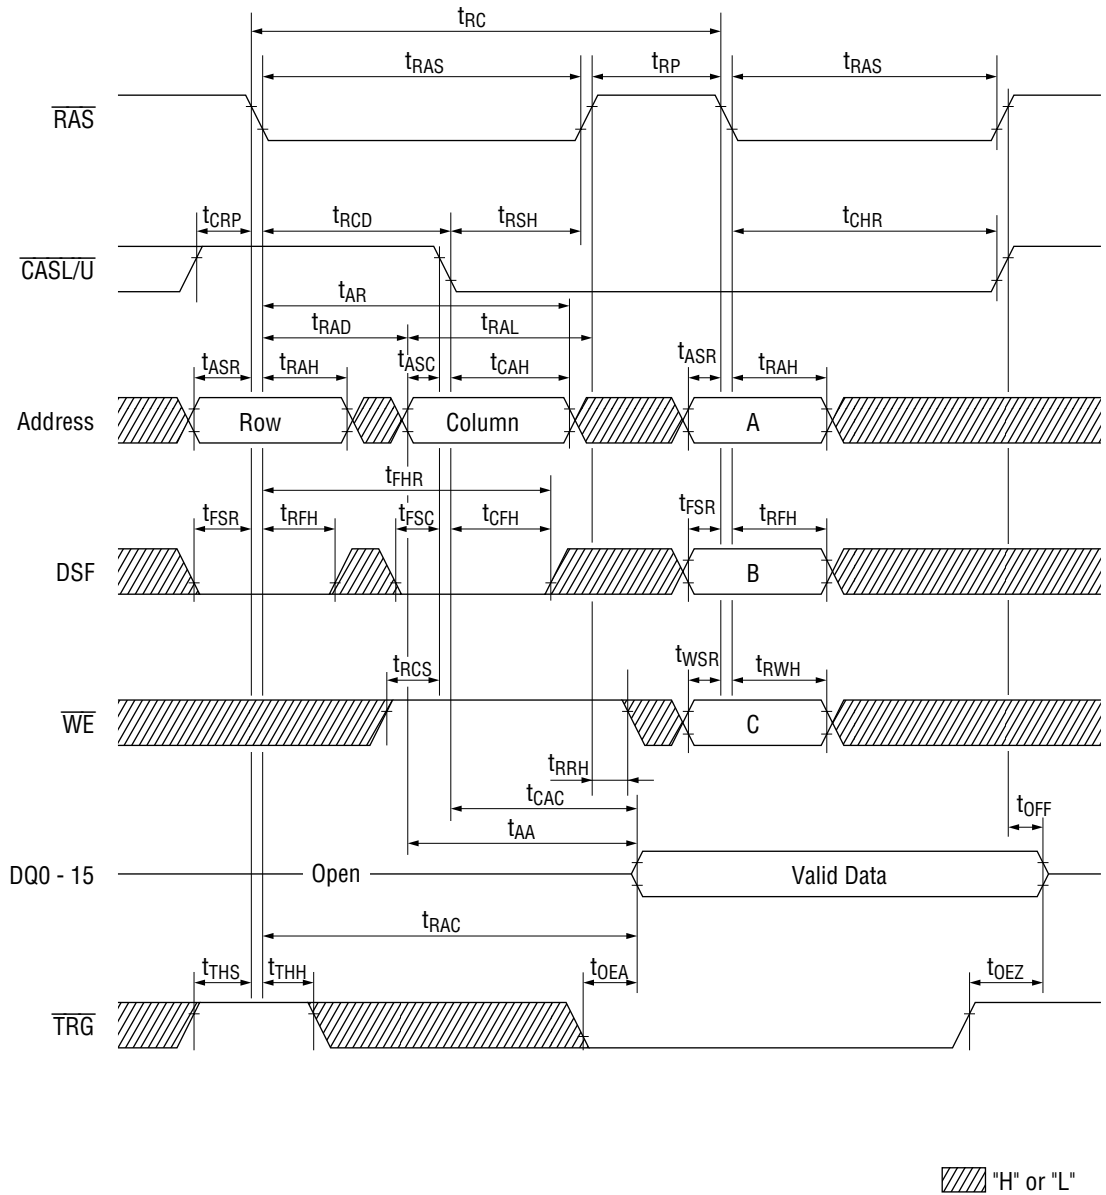 tRC
tRAS tRP tRAS
RAS
tCRP tRCD tRSH tCHR
CASL/U
tAR
tRAD tRAL
tASR tRAH tASC tCAH tASR tRAH
Address Row Column A
tFHR
tFSR tRFH tFSC tCFH tFSR tRFH
DSF B
tRCS tWSR tRWH
WE C
tRRH
tCAC tOFF
tAA
DQ0 - 15 Open Valid Data
tRAC
tTHS tTHH tOEA tOEZ
TRG
"H" or "L"